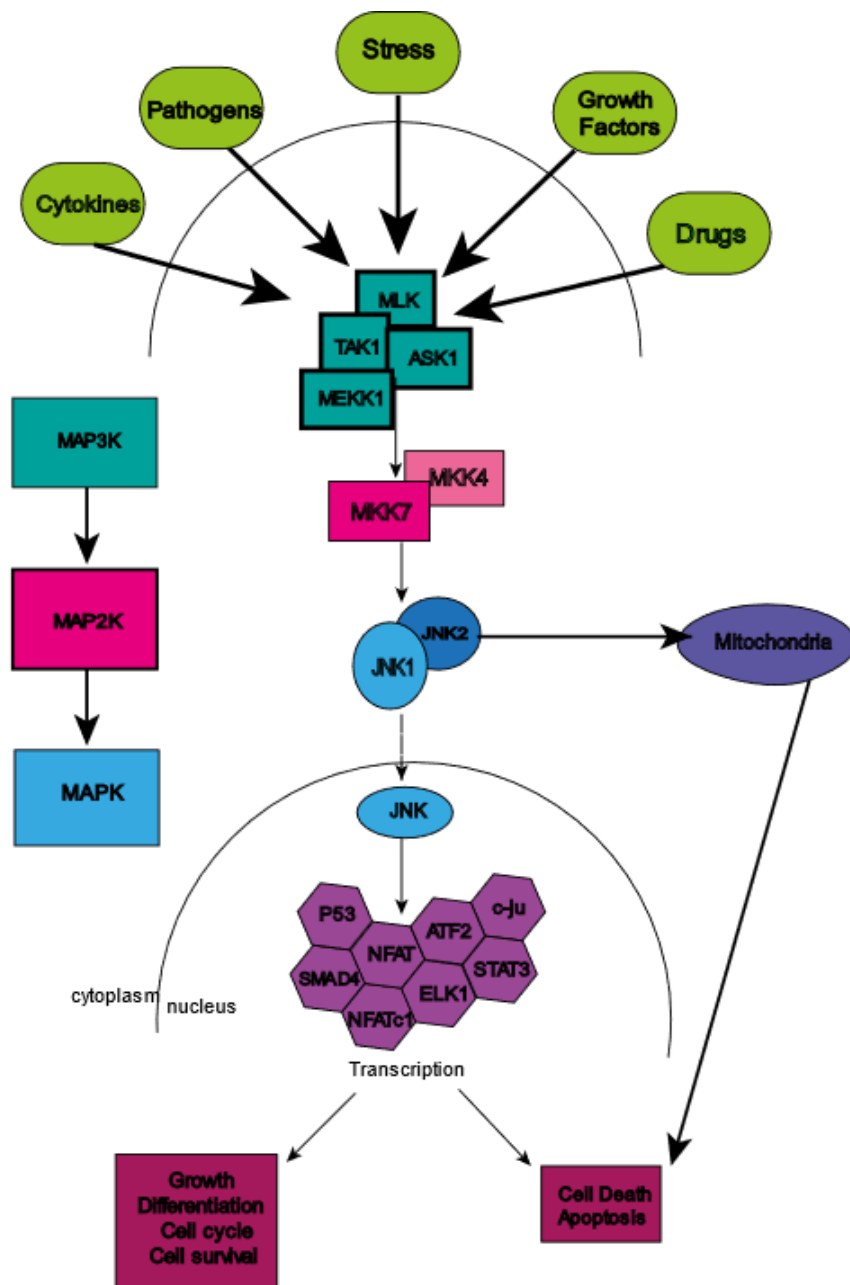 Stress
Pathogens
Growth
Factors
Cytokines
Drugs
MLK
TAK1
ASK1
MEKK1
MAP3K
MKK4
MKK7
MAP2K
JNK2
JNK1
Mitochondria
MAPK
JNK
P53
c-ju
ATF2
NFAT
STAT3
SMAD4
ELK1
NFATc1
cytoplasm
nucleus
Transcription
Growth
Differentiation
Cell cycle
Cell survival
Cell Death
Apoptosis